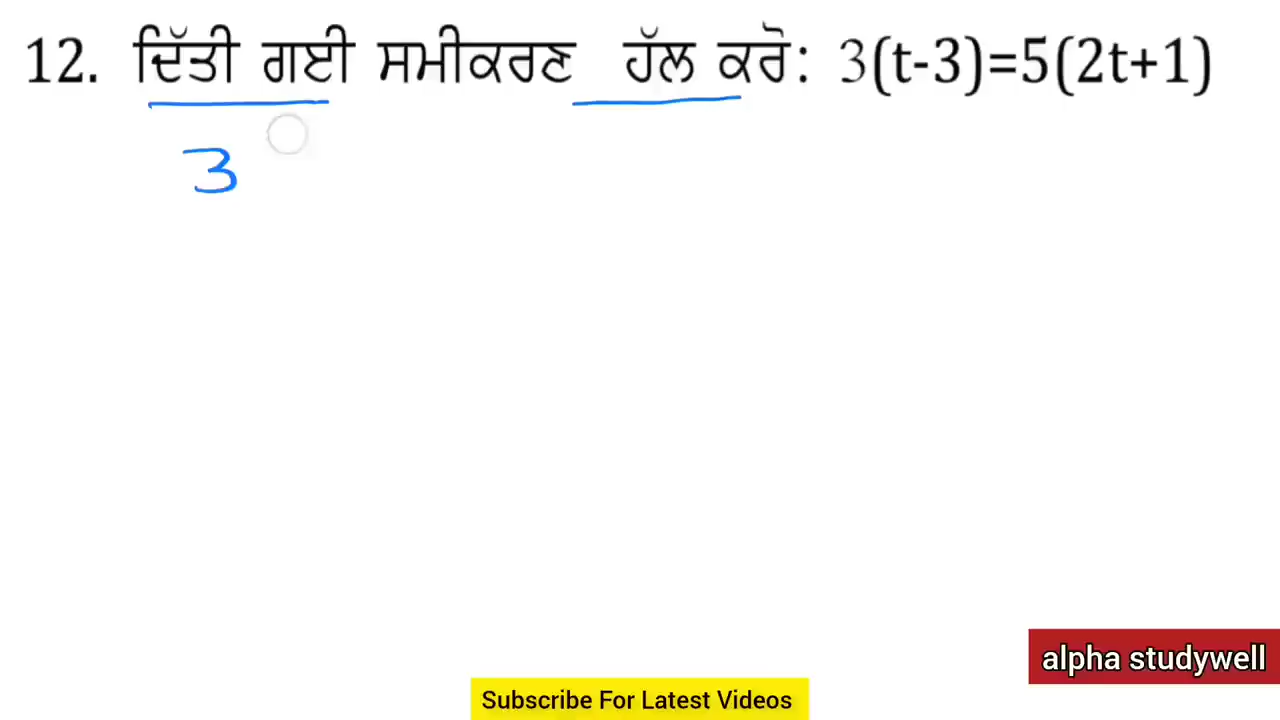 12. ਦਿੱਤੀ ਗਈ ਸਮੀਕਰਣ ਹੱਲ ਕਰੋ: 3(t-3)=5(2t+1)
3
alpha studywell
Subscribe For Latest Videos